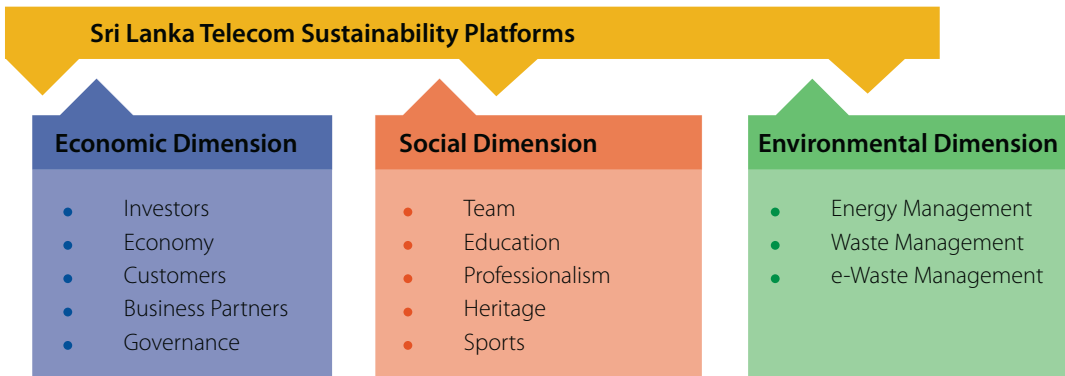 Sri Lanka Telecom Sustainability Platforms
Economic Dimension
Investors
Economy
Customers
Business Partners
Governance
Social Dimension
Team
Education
Professionalism
Heritage
Sports
Environmental Dimension
Energy Management
Waste Management
e-Waste Management